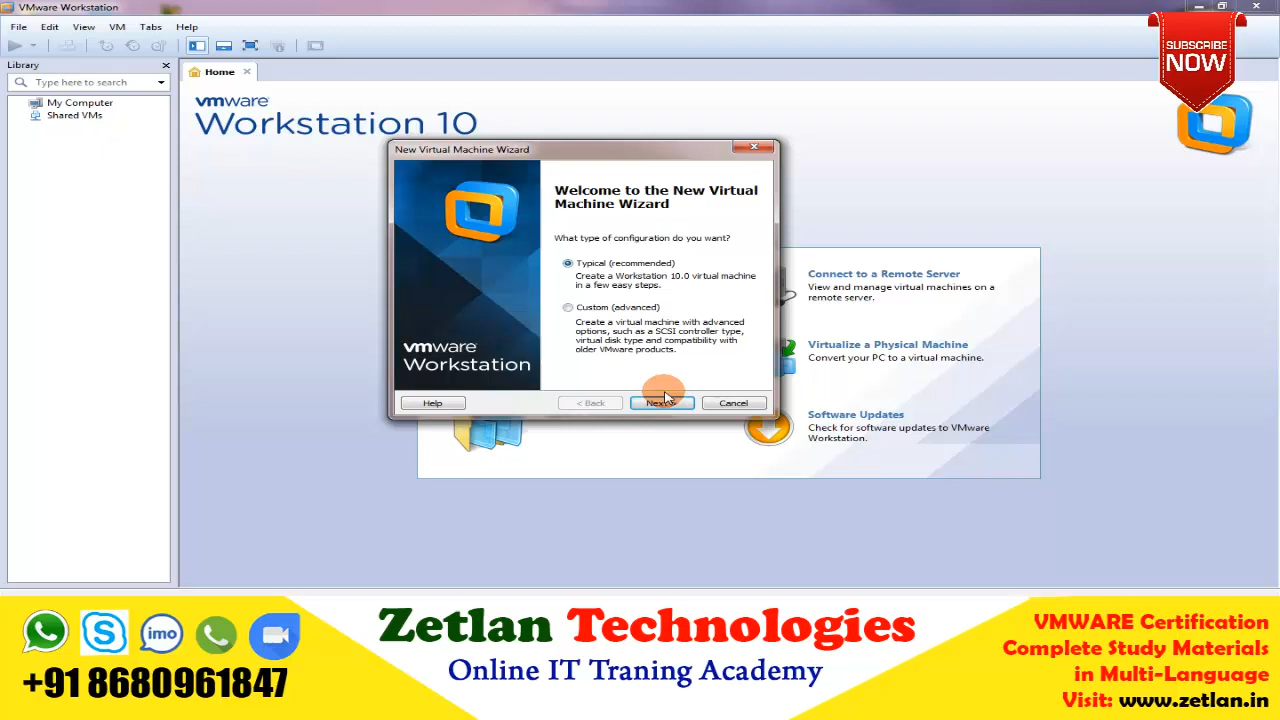 VMware Workstation
File Edit View VM Tabs Help
Library
Type here to search
My Computer
Shared VMs
Home
vmware
Workstation 10
SUBSCRIBE
NOW
New Virtual Machine Wizard
Welcome to the New Virtual
Machine Wizard
What type of configuration do you want?
Typical (recommended)
Create a Workstation 10.0 virtual machine
in a few easy steps.
Custom (advanced)
Create a virtual machine with advanced
options, such as a SCSI controller type,
virtual disk type and compatibility with
older VMware products.
vmware
Workstation
Help
< Back
Next
Cancel
Connect to a Remote Server
View and manage virtual machines on a
remote server.
Virtualize a Physical Machine
Convert your PC to a virtual machine.
Software Updates
Check for software updates to VMware
Workstation.
imo
+91 8680961847
Zetlan Technologies
Online IT Traning Academy
VMWARE Certification
Complete Study Materials
in Multi-Language
Visit: www.zetlan.in